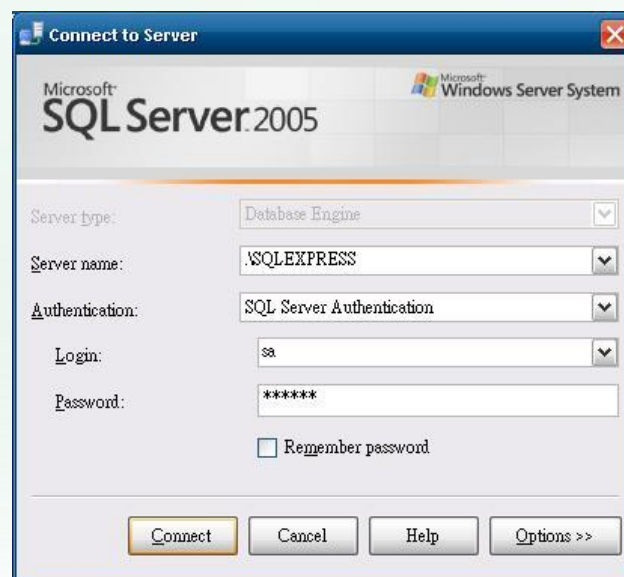 Connect to Server
Microsoft
SQL Server 2005
Microsoft
Windows Server System
Server type:
Database Engine
Server name:
.\SQLEXPRESS
Authentication:
SQL Server Authentication
Login:
sa
Password:
******
Remember password
Connect
Cancel
Help
Options >>